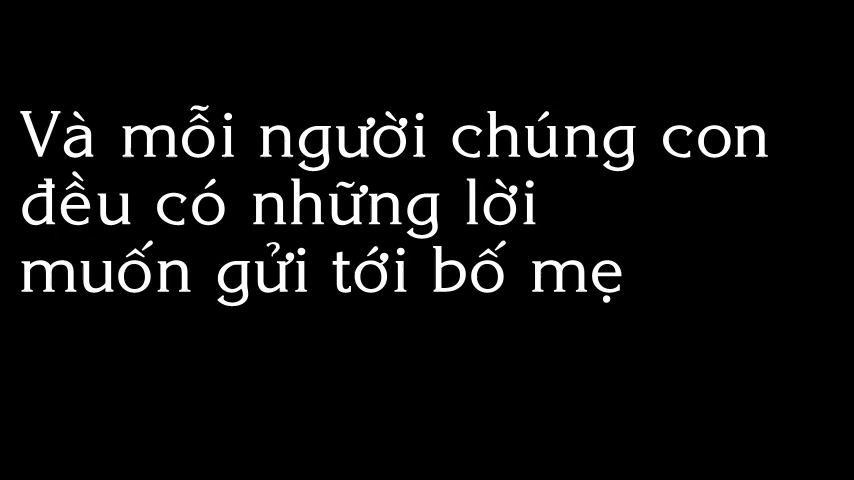 Và mỗi người chúng con
đều có những lời
muốn gửi tới bố mẹ